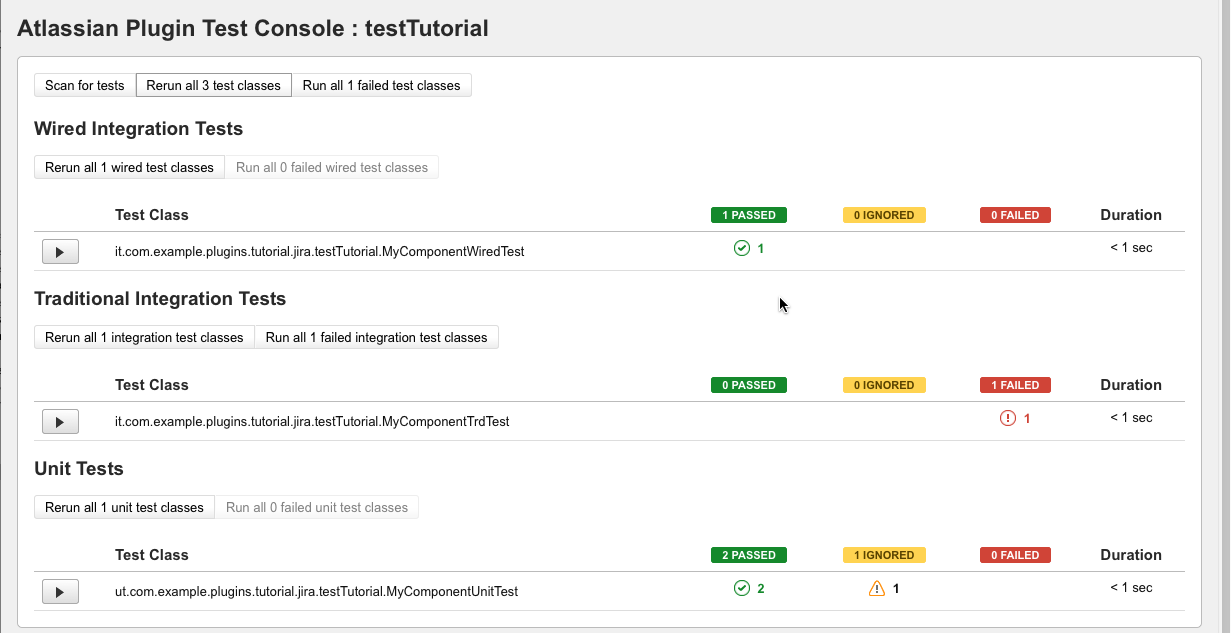 Atlassian Plugin Test Console : testTutorial
Scan for tests Rerun all 3 test classes Run all 1 failed test classes
Wired Integration Tests
Rerun all 1 wired test classes Run all 0 failed wired test classes
Test Class 1 PASSED 0 IGNORED 0 FAILED Duration
it.com.example.plugins.tutorial.jira.testTutorial.MyComponentWiredTest 1 < 1 sec
Traditional Integration Tests
Rerun all 1 integration test classes Run all 1 failed integration test classes
Test Class 0 PASSED 0 IGNORED 1 FAILED Duration
it.com.example.plugins.tutorial.jira.testTutorial.MyComponentTrdTest 1 < 1 sec
Unit Tests
Rerun all 1 unit test classes Run all 0 failed unit test classes
Test Class 2 PASSED 1 IGNORED 0 FAILED Duration
ut.com.example.plugins.tutorial.jira.testTutorial.MyComponentUnitTest 2 1 < 1 sec